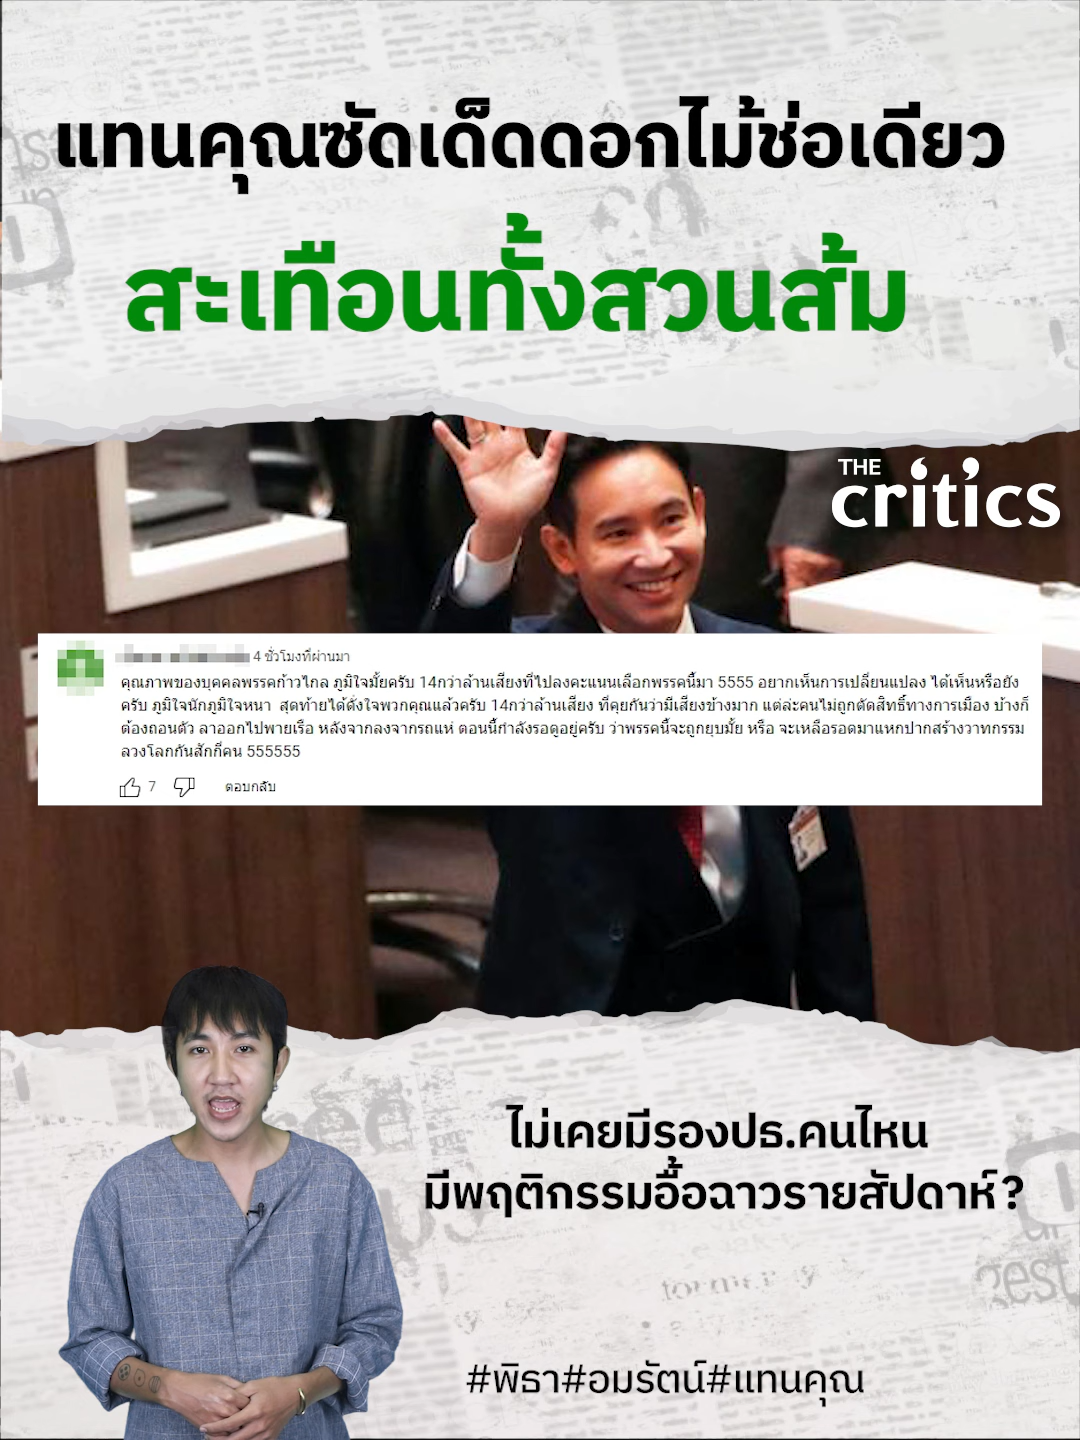 แทนคุณซัดเด็ดดอกไม้ช่อเดียว
สะเทือนทั้งสวนส้ม
THE
critics
4 ชั่วโมงที่ผ่านมา
คุณภาพของบุคคลพรรคก้าวไกล ภูมิใจมั้ยครับ 14กว่าล้านเสียงที่ไปลงคะแนนเลือกพรรคนี้มา 5555 อยากเห็นการเปลี่ยนแปลง ได้เห็นหรือยัง
ครับ ภูมิใจนักภูมิใจหนา สุดท้ายได้ดั่งใจพวกคุณแล้วครับ 14กว่าล้านเสียง ที่คุยกันว่ามีเสียงข้างมาก แต่ล่ะคนไม่ถูกตัดสิทธิ์ทางการเมือง บ้างก็
ต้องถอนตัว ลาออกไปพายเรือ หลังจากลงจากรถแห่ ตอนนี้กำลังรอดูอยู่ครับ ว่าพรรคนี้จะถูกยุบมั้ย หรือ จะเหลือรอดมาแหกปากสร้างวาทกรรม
ลวงโลกกันสักกี่คน 555555
7 ตอบกลับ
ไม่เคยมีรองปธ.คนไหน
มีพฤติกรรมอื้อฉาวรายสัปดาห์?
#พิธา#อมรัตน์#แทนคุณ